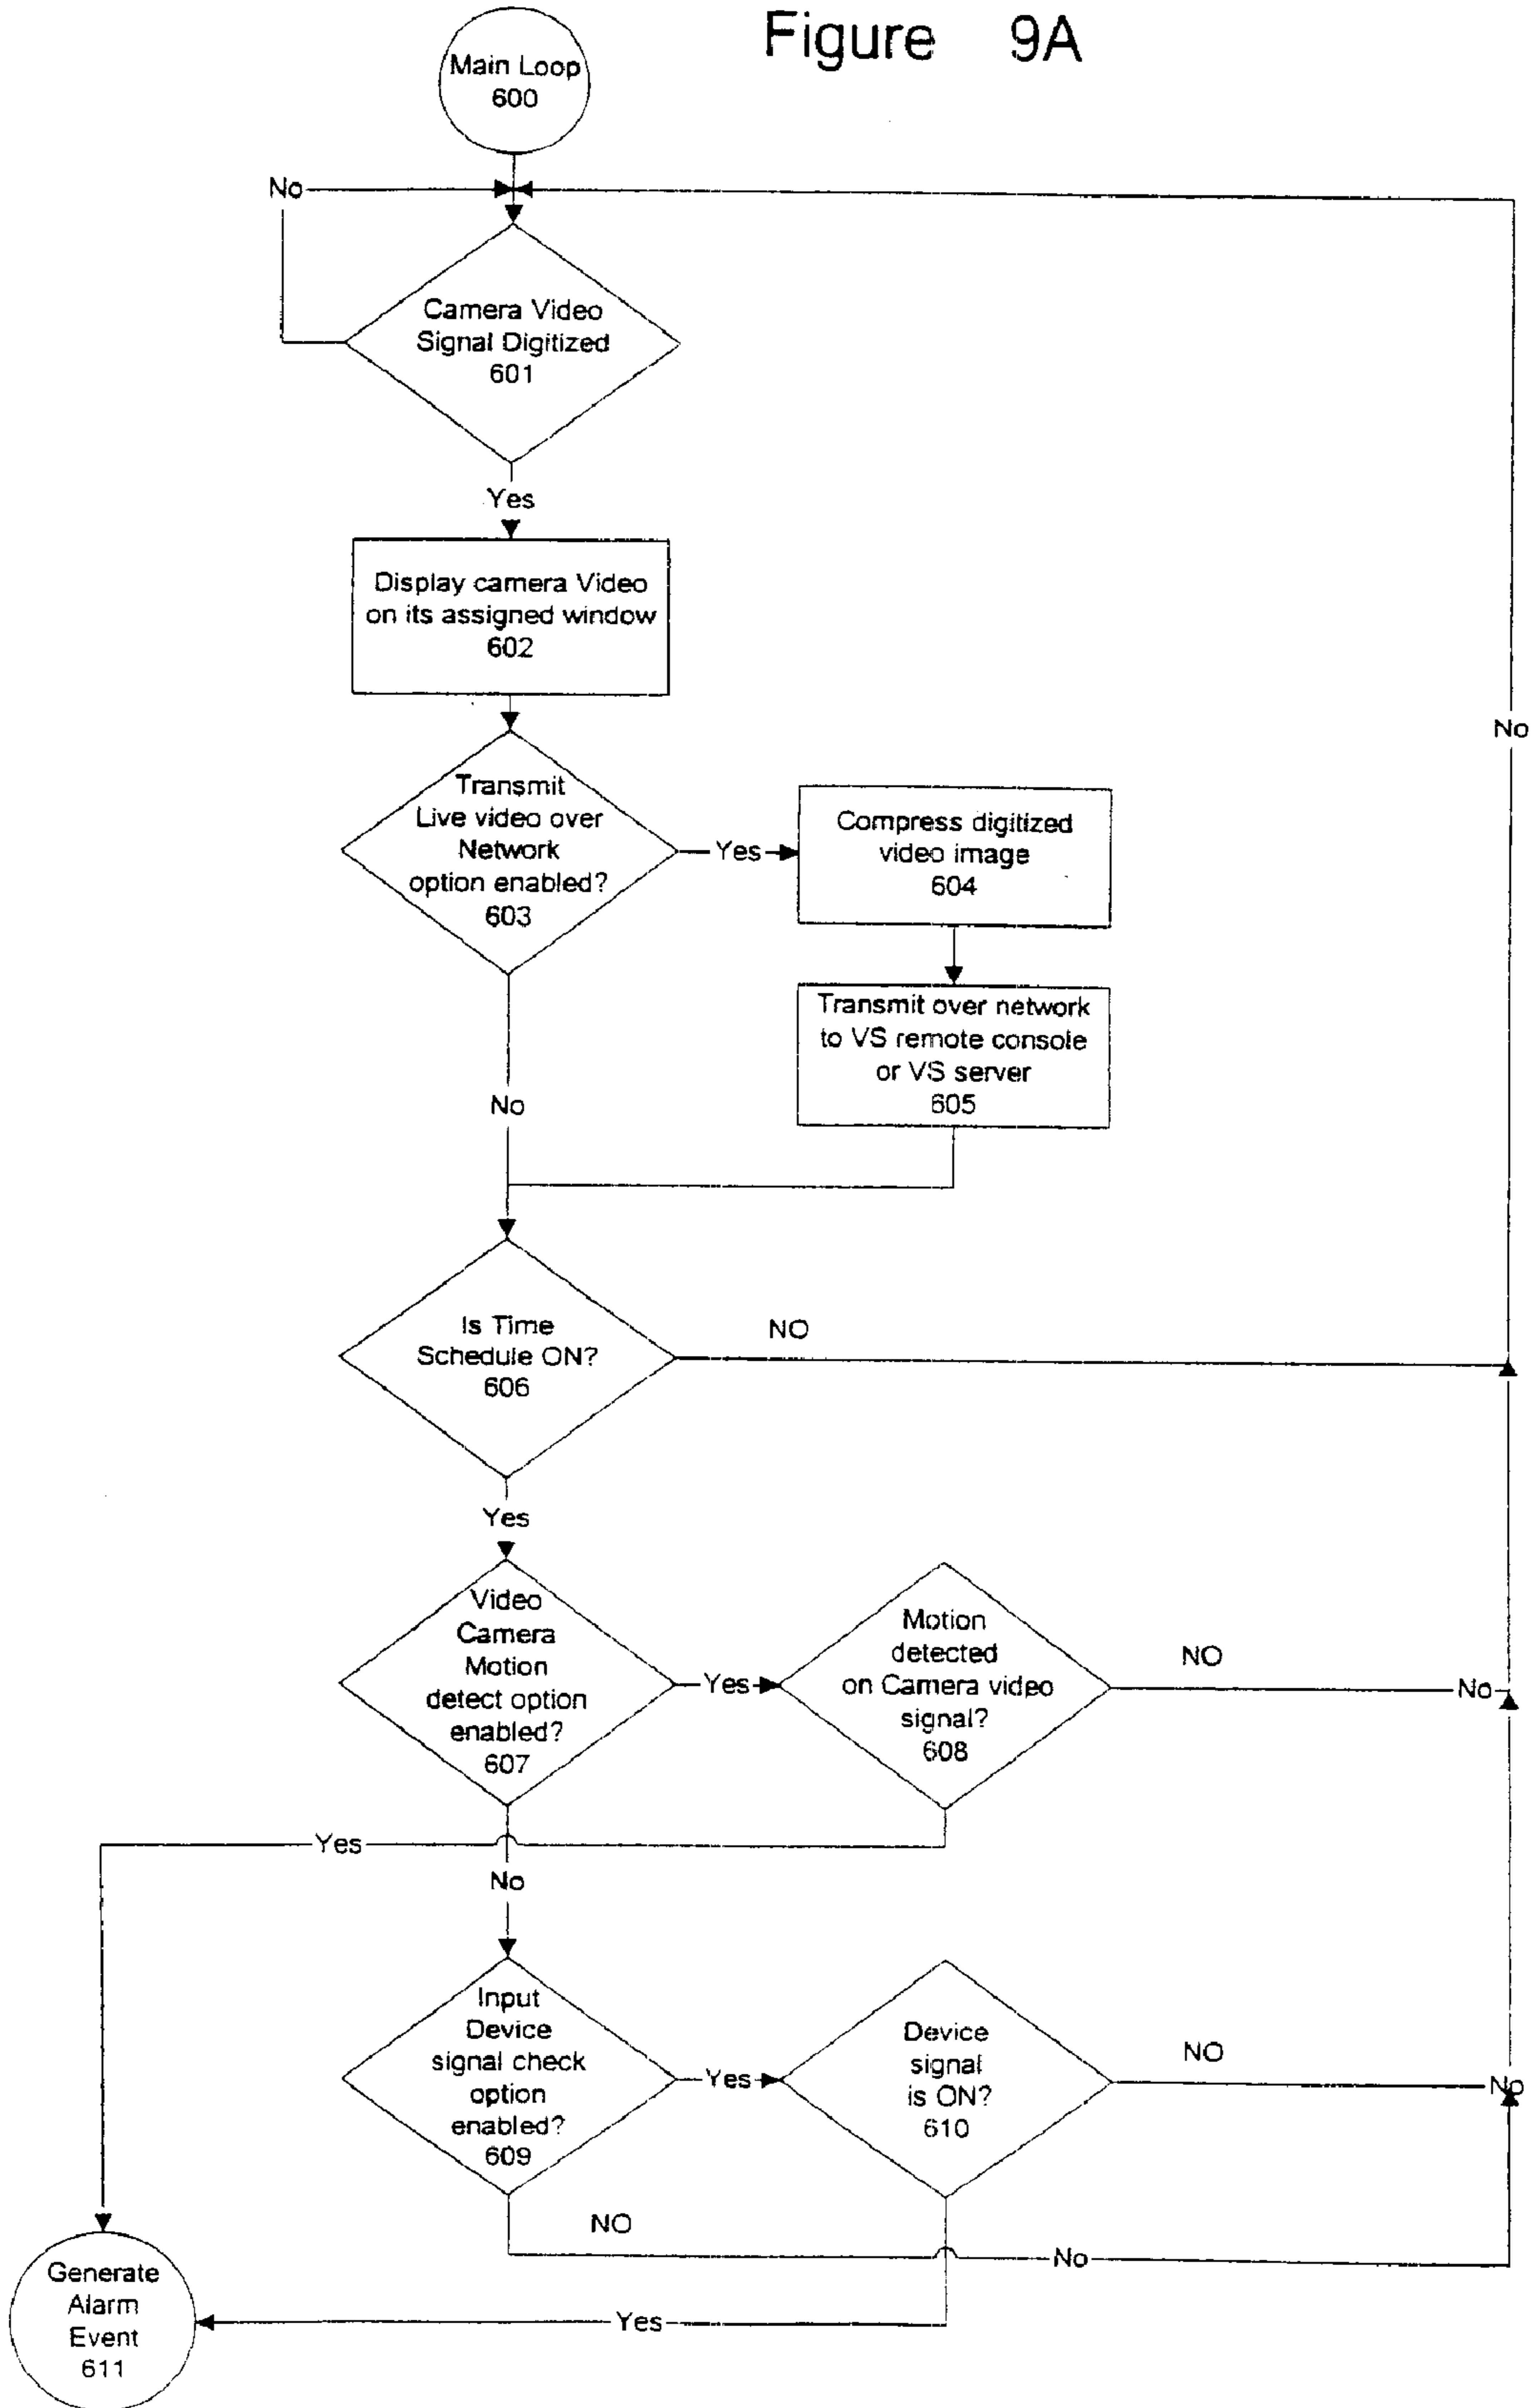 Figure 9A
Main Loop
600
No
Camera Video
Signal Digitized
601
Yes
Display camera Video
on its assigned window
602
No
Transmit
Live video over
Network
option enabled?
603
Yes
Compress digitized
video image
604
Transmit over network
to VS remote console
or VS server
605
No
Is Time
Schedule ON?
606
NO
Yes
Video
Camera
Motion
detect option
enabled?
607
Yes
Motion
detected
on Camera video
signal?
608
NO
No
Yes
No
Input
Device
signal check
option
enabled?
609
Yes
Device
signal
is ON?
610
NO
No
NO
No
Generate
Alarm
Event
611
Yes